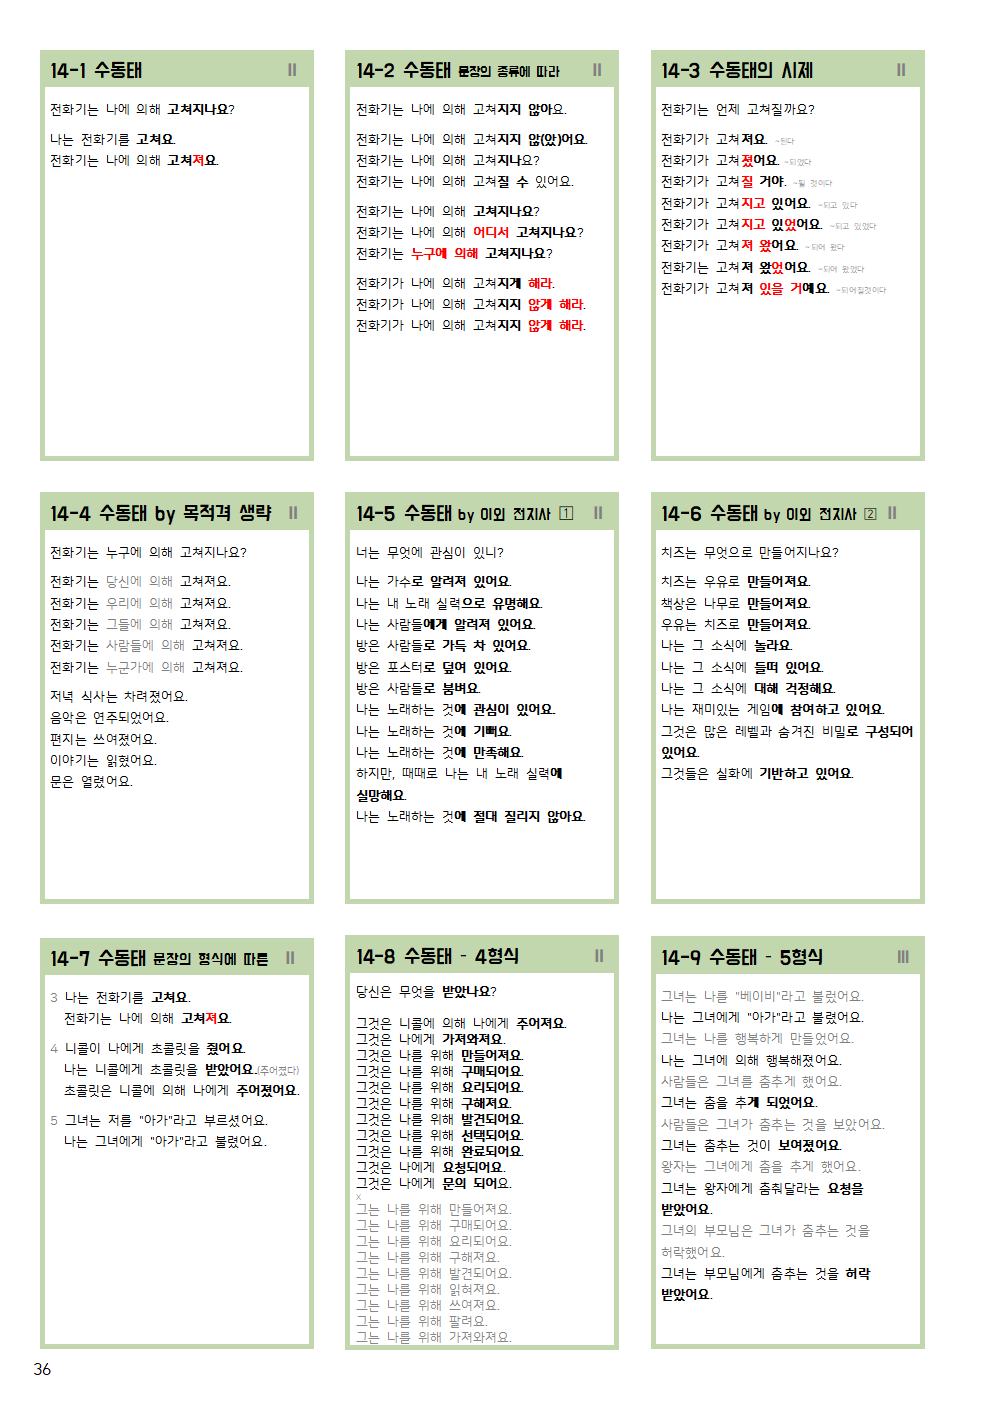 14-1 수동태 II
전화기는 나에 의해 고쳐지나요?
나는 전화기를 고쳐요.
전화기는 나에 의해 고쳐져요.
14-2 수동태 문장의 종류에 따라 II
전화기는 나에 의해 고쳐지지 않아요.
전화기는 나에 의해 고쳐지지 않(았)어요.
전화기는 나에 의해 고쳐지나요?
전화기는 나에 의해 고쳐질 수 있어요.
전화기는 나에 의해 고쳐지나요?
전화기는 나에 의해 어디서 고쳐지나요?
전화기는 누구에 의해 고쳐지나요?
전화기가 나에 의해 고쳐지게 해라.
전화기가 나에 의해 고쳐지지 않게 해라.
전화기가 나에 의해 고쳐지지 않게 해라.
14-3 수동태의 시제 II
전화기는 언제 고쳐질까요?
전화기가 고쳐져요. ~된다
전화기가 고쳐졌어요. ~되었다
전화기가 고쳐질 거야. ~될 것이다
전화기가 고쳐지고 있어요. ~되고 있다
전화기가 고쳐지고 있었어요. ~되고 있었다
전화기가 고쳐져 왔어요. ~되어 왔다
전화기는 고쳐져 왔었어요. ~되어 왔었다
전화기가 고쳐져 있을 거예요. ~되어질것이다
14-4 수동태 by 목적격 생략 II
전화기는 누구에 의해 고쳐지나요?
전화기는 당신에 의해 고쳐져요.
전화기는 우리에 의해 고쳐져요.
전화기는 그들에 의해 고쳐져요.
전화기는 사람들에 의해 고쳐져요.
전화기는 누군가에 의해 고쳐져요.
저녁 식사는 차려졌어요.
음악은 연주되었어요.
편지는 쓰여졌어요.
이야기는 읽혔어요.
문은 열렸어요.
14-5 수동태 by 이외 전치사 1 II
너는 무엇에 관심이 있니?
나는 가수로 알려져 있어요.
나는 내 노래 실력으로 유명해요.
나는 사람들에게 알려져 있어요.
방은 사람들로 가득 차 있어요.
방은 포스터로 덮여 있어요.
방은 사람들로 붐벼요.
나는 노래하는 것에 관심이 있어요.
나는 노래하는 것에 기뻐요.
나는 노래하는 것에 만족해요.
하지만, 때때로 나는 내 노래 실력에
실망해요.
나는 노래하는 것에 절대 질리지 않아요.
14-6 수동태 by 이외 전치사 2 II
치즈는 무엇으로 만들어지나요?
치즈는 우유로 만들어져요.
책상은 나무로 만들어져요.
우유는 치즈로 만들어져요.
나는 그 소식에 놀라요.
나는 그 소식에 들떠 있어요.
나는 그 소식에 대해 걱정해요.
나는 재미있는 게임에 참여하고 있어요.
그것은 많은 레벨과 숨겨진 비밀로 구성되어
있어요.
그것들은 실화에 기반하고 있어요.
14-7 수동태 문장의 형식에 따른 II
3 나는 전화기를 고쳐요.
전화기는 나에 의해 고쳐져요.
4 니콜이 나에게 초콜릿을 줬어요.
나는 니콜에게 초콜릿을 받았어요.(주어졌다)
초콜릿은 니콜에 의해 나에게 주어졌어요.
5 그녀는 저를 "아가"라고 부르셨어요.
나는 그녀에게 "아가"라고 불렸어요.
14-8 수동태 - 4형식 II
당신은 무엇을 받았나요?
그것은 니콜에 의해 나에게 주어져요.
그것은 나에게 가져와져요.
그것은 나를 위해 만들어져요.
그것은 나를 위해 구매되어요.
그것은 나를 위해 요리되어요.
그것은 나를 위해 구해져요.
그것은 나를 위해 발견되어요.
그것은 나를 위해 선택되어요.
그것은 나를 위해 완료되어요.
그것은 나에게 요청되어요.
그것은 나에게 문의 되어요.
x
그는 나를 위해 만들어져요.
그는 나를 위해 구매되어요.
그는 나를 위해 요리되어요.
그는 나를 위해 구해져요.
그는 나를 위해 발견되어요.
그는 나를 위해 읽혀져요.
그는 나를 위해 쓰여져요.
그는 나를 위해 팔려요.
그는 나를 위해 가져와져요.
14-9 수동태 - 5형식 III
그녀는 나를 "베이비"라고 불렀어요.
나는 그녀에게 "아가"라고 불렸어요.
그녀는 나를 행복하게 만들었어요.
나는 그녀에 의해 행복해졌어요.
사람들은 그녀를 춤추게 했어요.
그녀는 춤을 추게 되었어요.
사람들은 그녀가 춤추는 것을 보았어요.
그녀는 춤추는 것이 보여졌어요.
왕자는 그녀에게 춤을 추게 했어요.
그녀는 왕자에게 춤춰달라는 요청을
받았어요.
그녀의 부모님은 그녀가 춤추는 것을
허락했어요.
그녀는 부모님에게 춤추는 것을 허락
받았어요.
36